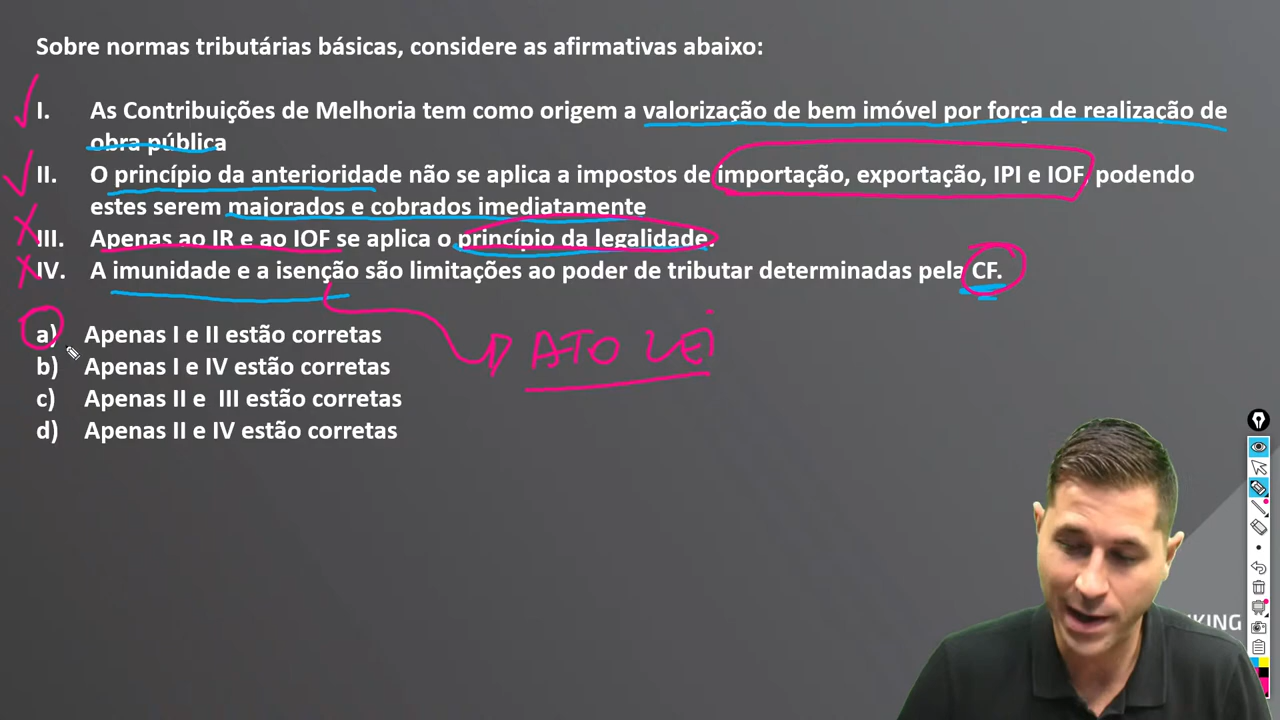 Sobre normas tributárias básicas, considere as afirmativas abaixo:
I. As Contribuições de Melhoria tem como origem a valorização de bem imóvel por força de realização de
obra pública
II. O princípio da anterioridade não se aplica a impostos de importação, exportação, IPI e IOF, podendo
estes serem majorados e cobrados imediatamente
III. Apenas ao IR e ao IOF se aplica o princípio da legalidade.
IV. A imunidade e a isenção são limitações ao poder de tributar determinadas pela CF.
a) Apenas I e II estão corretas
ATO LEI
b) Apenas I e IV estão corretas
c) Apenas II e III estão corretas
d) Apenas II e IV estão corretas
KING